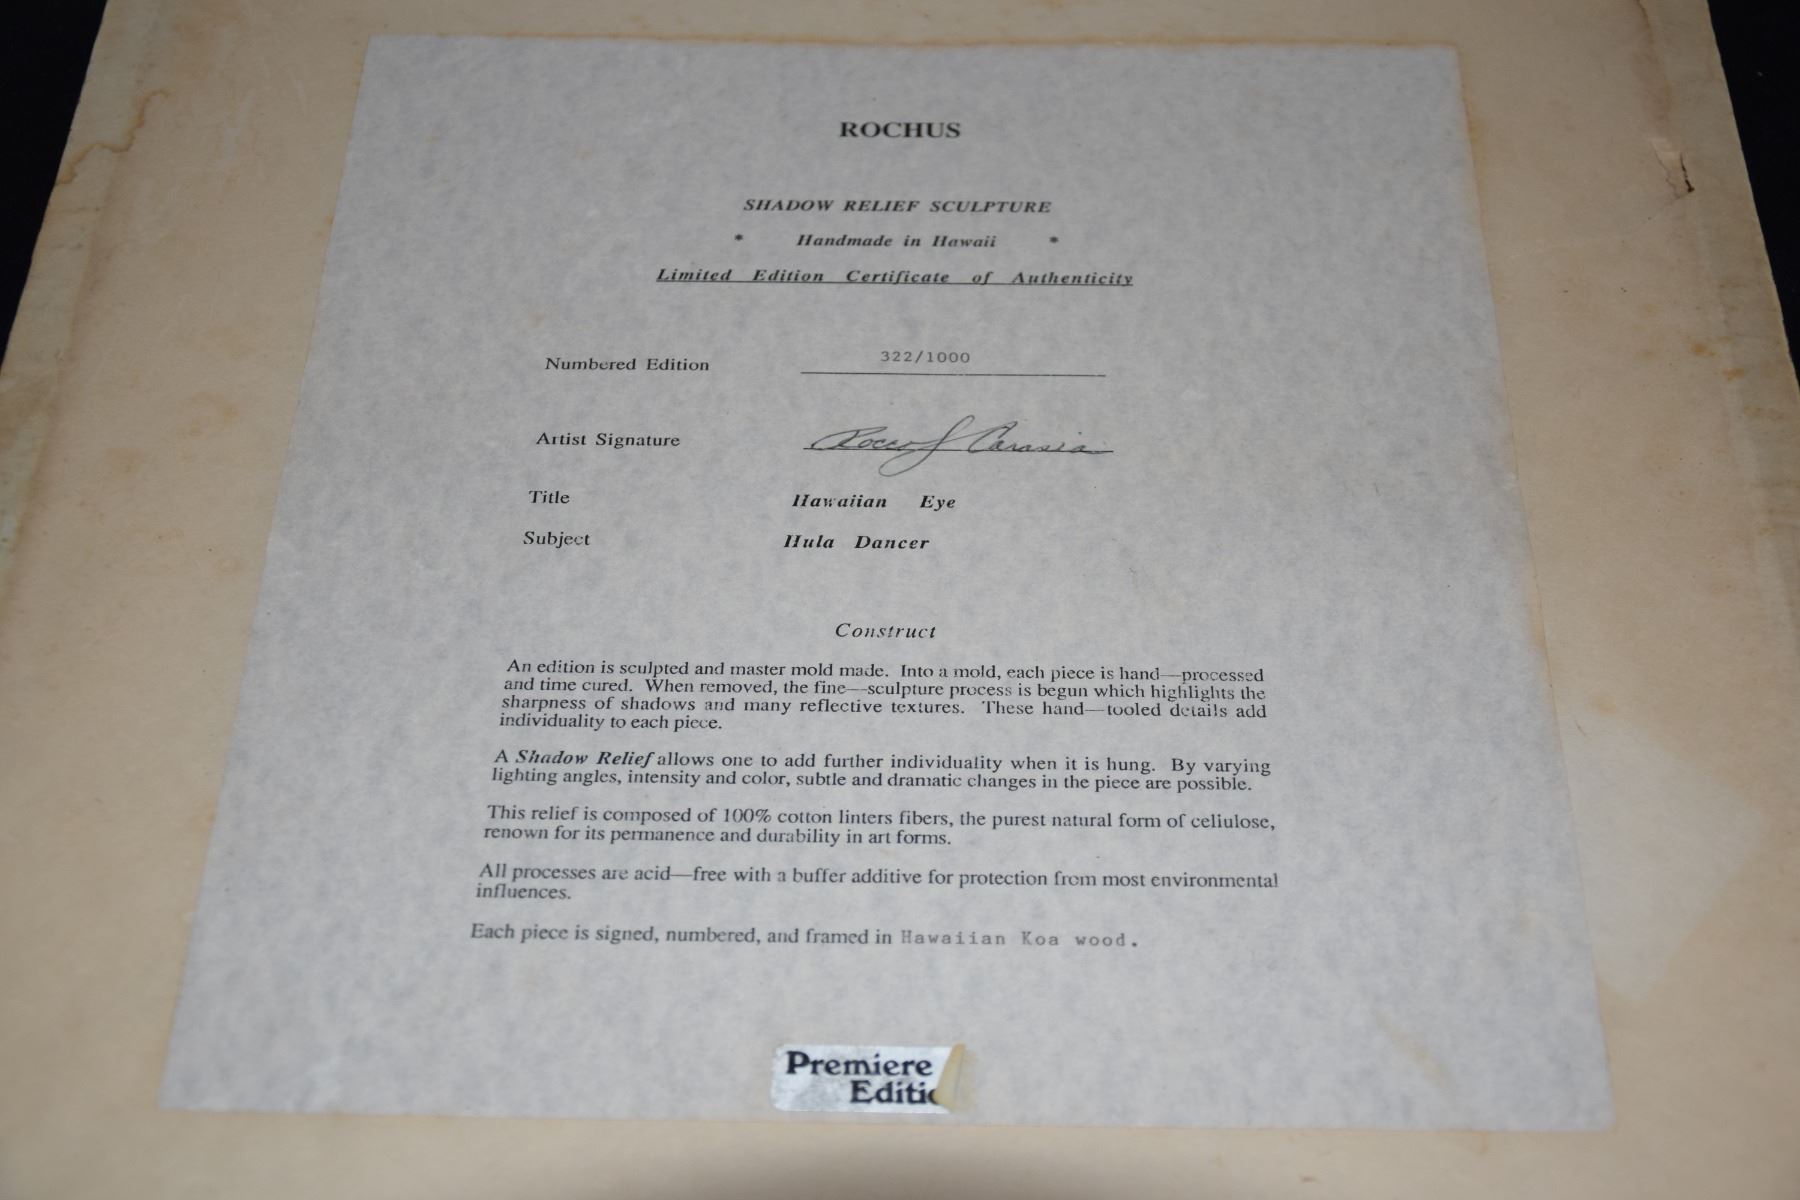 ROCHUS
SHADOW RELIEF SCULPTURE
* Handmade in Hawaii *
Limited Edition Certificate of Authenticity
Numbered Edition 322/1000
Artist Signature Rocco J Carasia
Title Hawaiian Eye
Subject Hula Dancer
Construct
An edition is sculpted and master mold made. Into a mold, each piece is hand—processed
and time cured. When removed, the fine—sculpture process is begun which highlights the
sharpness of shadows and many reflective textures. These hand—tooled details add
individuality to each piece.
A Shadow Relief allows one to add further individuality when it is hung. By varying
lighting angles, intensity and color, subtle and dramatic changes in the piece are possible.
This relief is composed of 100% cotton linters fibers, the purest natural form of cellulose,
renown for its permanence and durability in art forms.
All processes are acid—free with a buffer additive for protection from most environmental
influences.
Each piece is signed, numbered, and framed in Hawaiian Koa wood.
Premiere
Editi